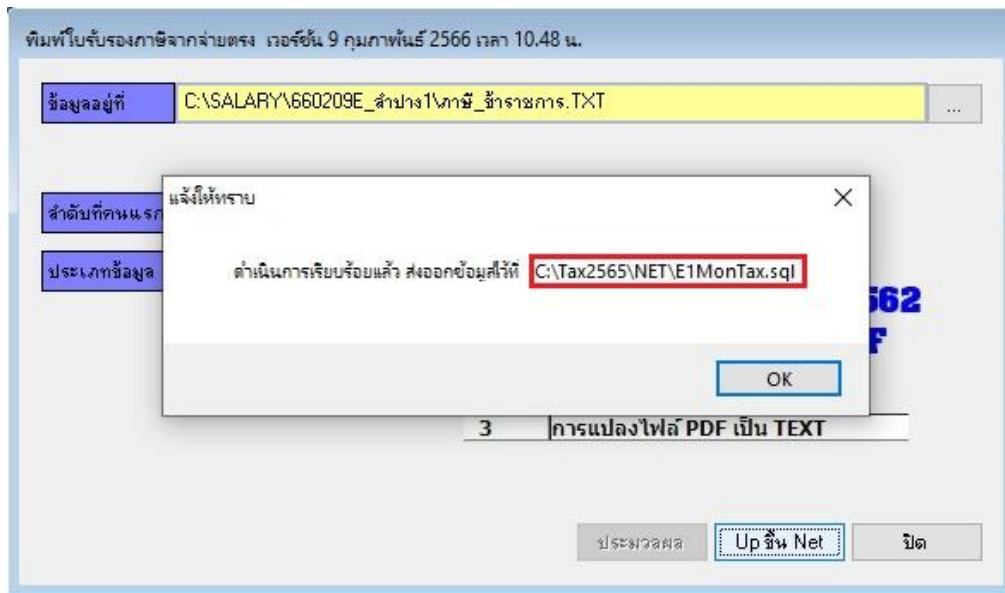 พิมพ์ใบรับรองภาษีจากจ่ายตรง เวอร์ชัน 9 กุมภาพันธ์ 2566 เวลา 10.48 น.
ข้อมูลอยู่ที่ C:\SALARY\660209E_ลำปาง1\ภาษี_ข้าราชการ.TXT ...
แจ้งให้ทราบ
ลำดับที่คนแรก
ดำเนินการเรียบร้อยแล้ว ส่งออกข้อมูลไว้ที่ C:\Tax2565\NET\E1MonTax.sql
ประเภทข้อมูล
562
F
OK
3 การแปลงไฟล์ PDF เป็น TEXT
ประมวลผล Up ขึ้น Net ปิด